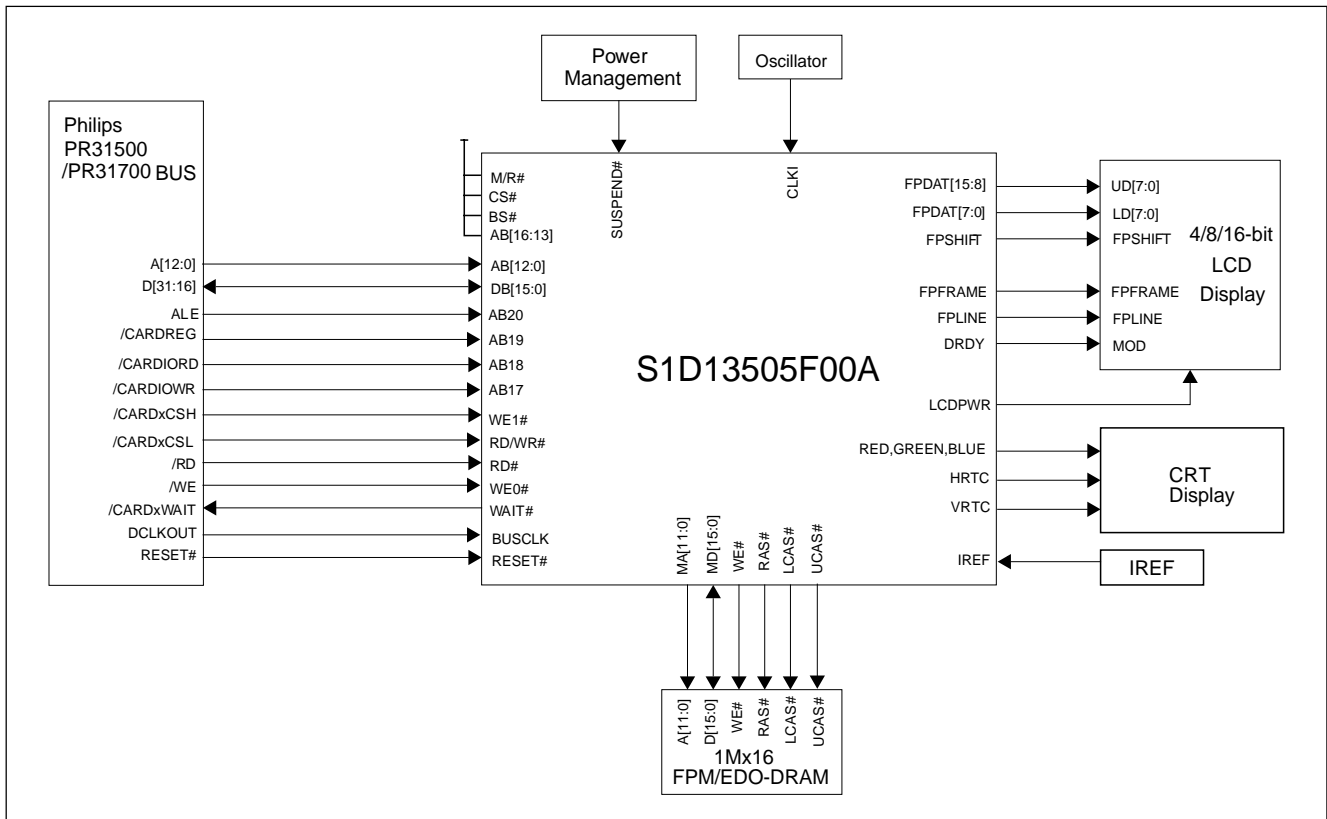 Power
Management
Oscillator
Philips
PR31500
/PR31700 BUS
A[12:0]
D[31:16]
ALE
/CARDREG
/CARDIORD
/CARDIOWR
/CARDxCSH
/CARDxCSL
/RD
/WE
/CARDxWAIT
DCLKOUT
RESET#
M/R#
CS#
BS#
AB[16:13]
AB[12:0]
DB[15:0]
AB20
AB19
AB18
AB17
WE1#
RD/WR#
RD#
WE0#
WAIT#
BUSCLK
RESET#
SUSPEND#
CLKI
S1D13505F00A
FPDAT[15:8]
FPDAT[7:0]
FPSHIFT
FPFRAME
FPLINE
DRDY
LCDPWR
RED,GREEN,BLUE
HRTC
VRTC
IREF
UD[7:0]
LD[7:0]
FPSHIFT
FPFRAME
FPLINE
MOD
4/8/16-bit
LCD
Display
CRT
Display
IREF
MA[11:0]
MD[15:0]
WE#
RAS#
LCAS#
UCAS#
A[11:0]
D[15:0]
WE#
RAS#
LCAS#
UCAS#
1Mx16
FPM/EDO-DRAM